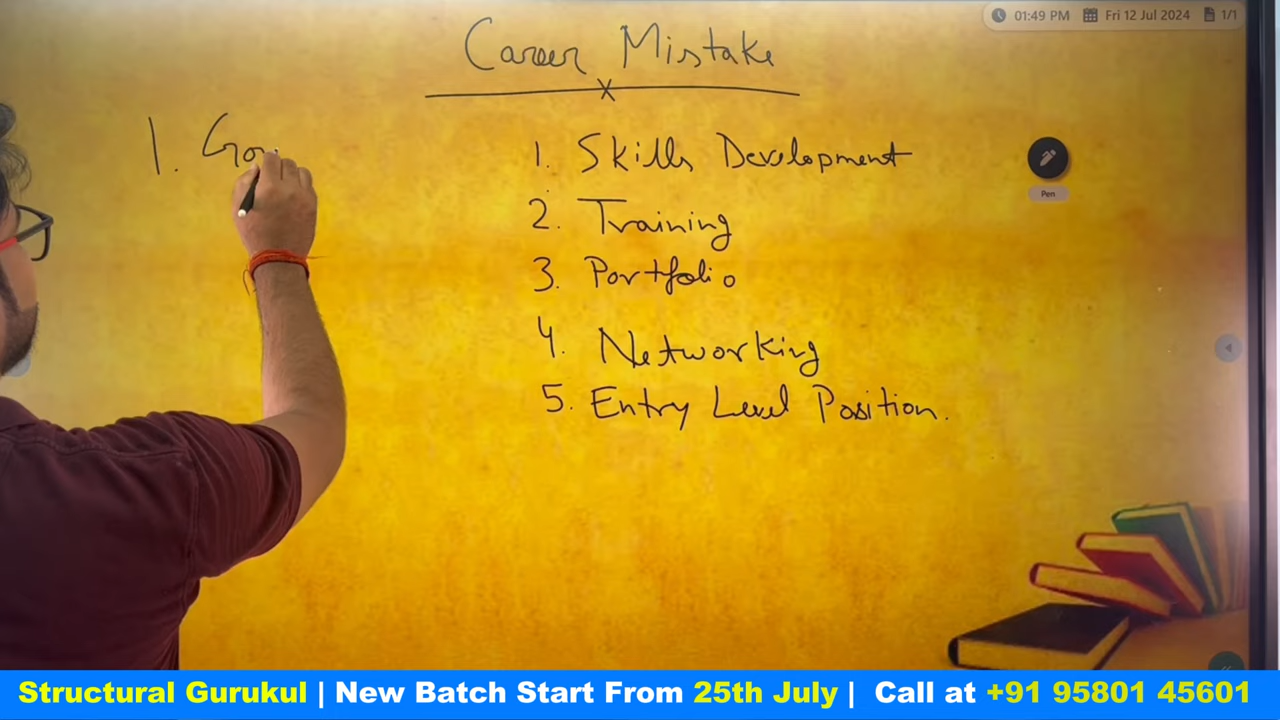 01:49 PM Fri 12 Jul 2024 1/1
Career Mistake
1.
1. Skills Development
2. Training
3. Portfolio
4. Networking
5. Entry Level Position.
Pen
Structural Gurukul | New Batch Start From 25th July | Call at +91 95801 45601